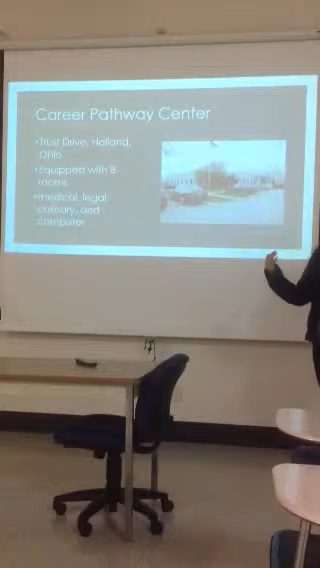 Career Pathway Center
•Trust Drive, Holland,
Ohio
•Equipped with 8
rooms
•medical, legal,
culinary, and
computer